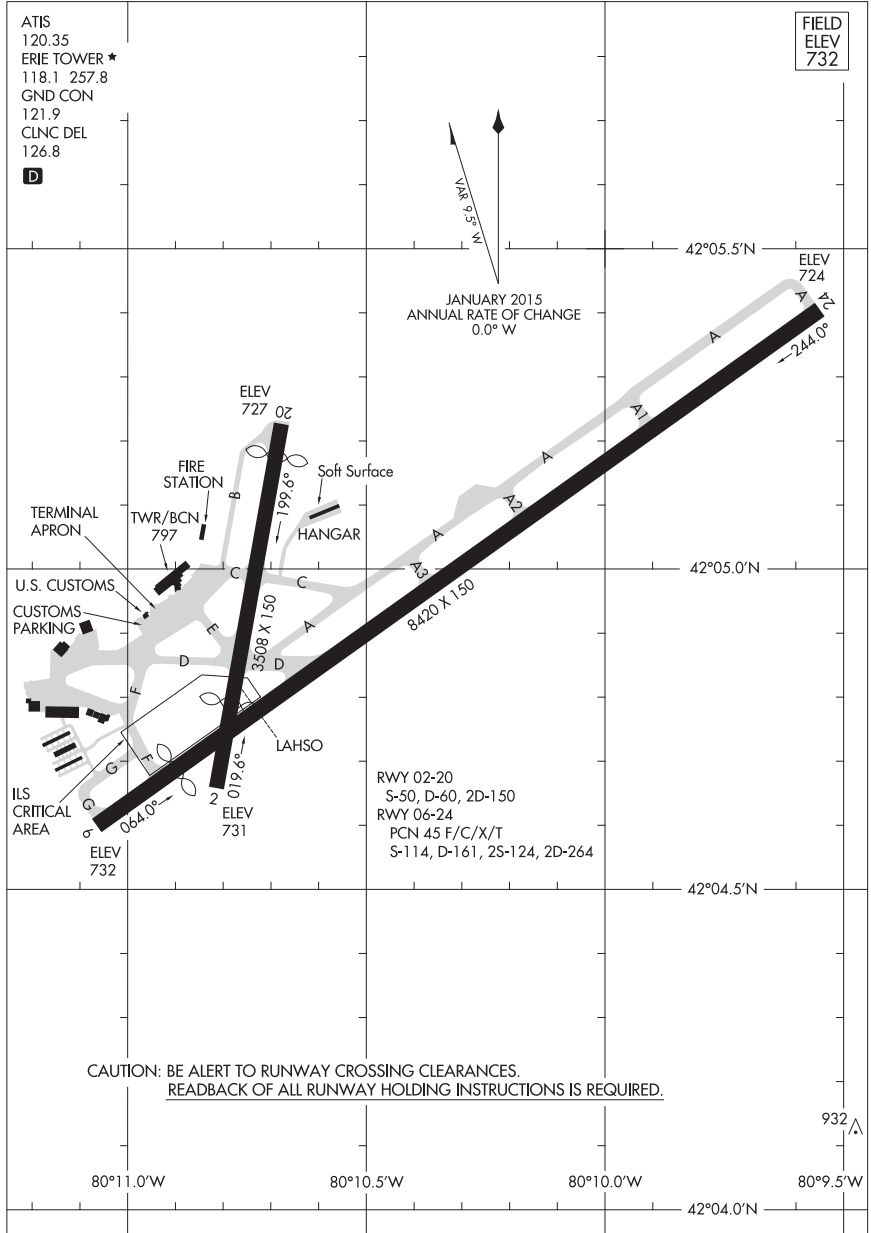 ATIS
120.35
ERIE TOWER ★
118.1 257.8
GND CON
121.9
CLNC DEL
126.8
D
FIELD
ELEV
732
VAR 9.5° W
JANUARY 2015
ANNUAL RATE OF CHANGE
0.0° W
42°05.5'N
ELEV
724
A
24
244.0°
A
A1
A
A2
A
A3
8420 X 150
ELEV
727
20
199.6°
B
FIRE
STATION
Soft Surface
HANGAR
TERMINAL
APRON
TWR/BCN
797
42°05.0'N
U.S. CUSTOMS
CUSTOMS
PARKING
C
C
E
A
3508 X 150
D
D
F
LAHSO
F
G
G
ILS
CRITICAL
AREA
6
064.0°
2
019.6°
ELEV
731
ELEV
732
RWY 02-20
S-50, D-60, 2D-150
RWY 06-24
PCN 45 F/C/X/T
S-114, D-161, 2S-124, 2D-264
42°04.5'N
CAUTION: BE ALERT TO RUNWAY CROSSING CLEARANCES.
READBACK OF ALL RUNWAY HOLDING INSTRUCTIONS IS REQUIRED.
932
80°11.0'W
80°10.5'W
80°10.0'W
80°9.5'W
42°04.0'N